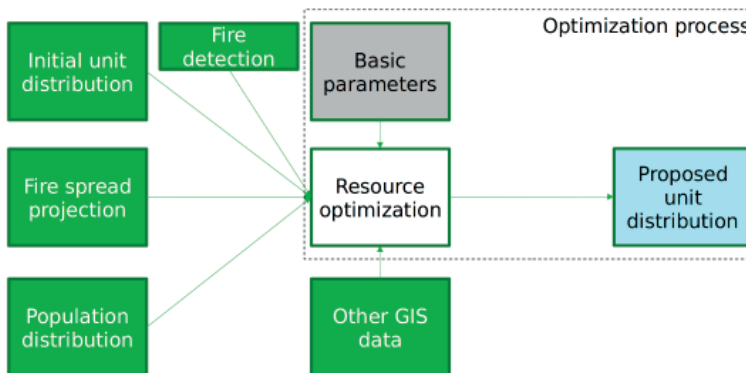 Initial unit
distribution
Fire
detection
Basic
parameters
Optimization process
Fire spread
projection
Resource
optimization
Proposed
unit
distribution
Population
distribution
Other GIS
data